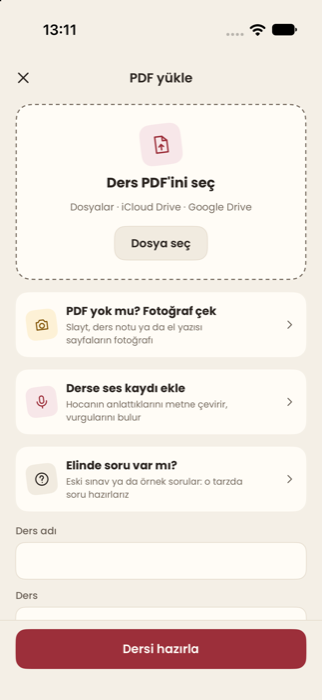 13:11
PDF yükle
Ders PDF'ini seç
Dosyalar · iCloud Drive · Google Drive
Dosya seç
PDF yok mu? Fotoğraf çek
Slayt, ders notu ya da el yazısı
sayfaların fotoğrafı
Derse ses kaydı ekle
Hocanın anlattıklarını metne çevirir,
vurgularını bulur
Elinde soru var mı?
Eski sınav ya da örnek sorular: o tarzda
soru hazırlarız
Ders adı
Ders
Dersi hazırla